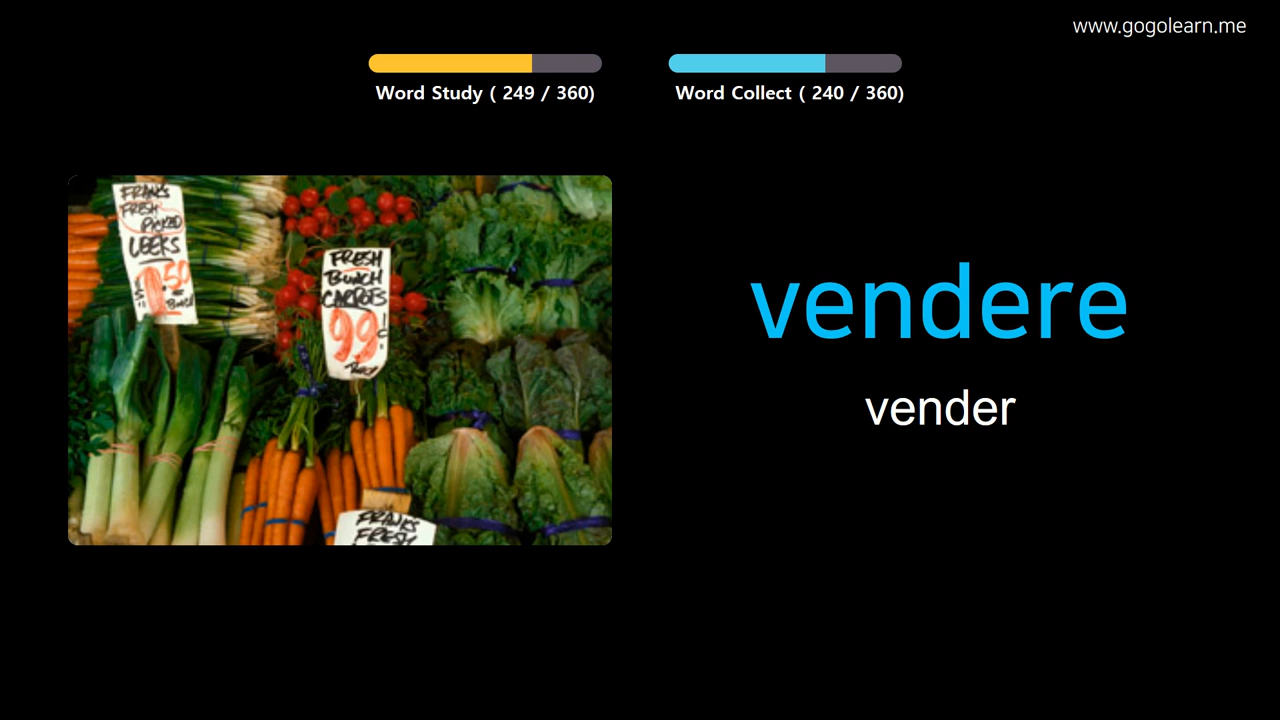 www.gogolearn.me
Word Study ( 249 / 360)
Word Collect ( 240 / 360)
FRANK'S
FRESH
PICKED
LEEKS
50
FRESH
BUNCH
CARROTS
99¢
FRANK'S
FRESH
vendere
vender